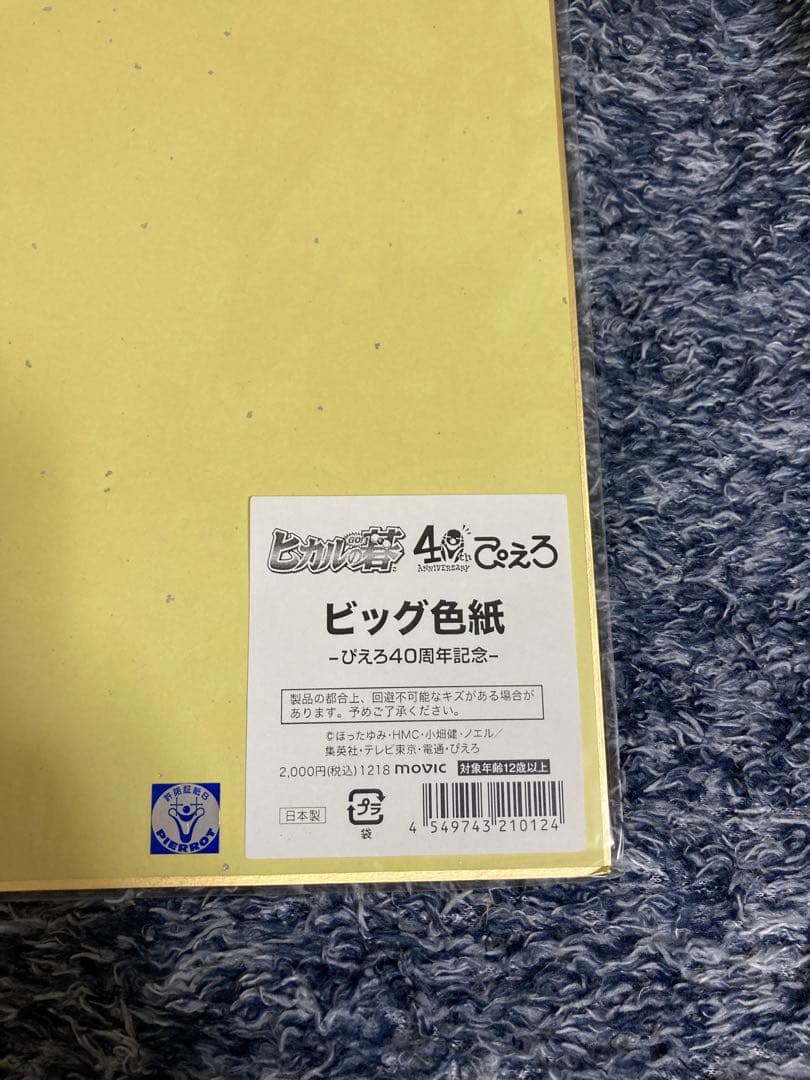 ヒカルの碁 GO! 40th ANNIVERSARY ぴえろ
ビッグ色紙
-ぴえろ40周年記念-
製品の都合上、回避不可能なキズがある場合が
あります。予めご了承ください。
©ほったゆみ・HMC・小畑健・ノエル/
集英社・テレビ東京・電通・ぴえろ
2,000円(税込)1218 movic 対象年齢12歳以上
日本製 プラ 袋 4 549743 210124
許諾証紙B
PIERROT